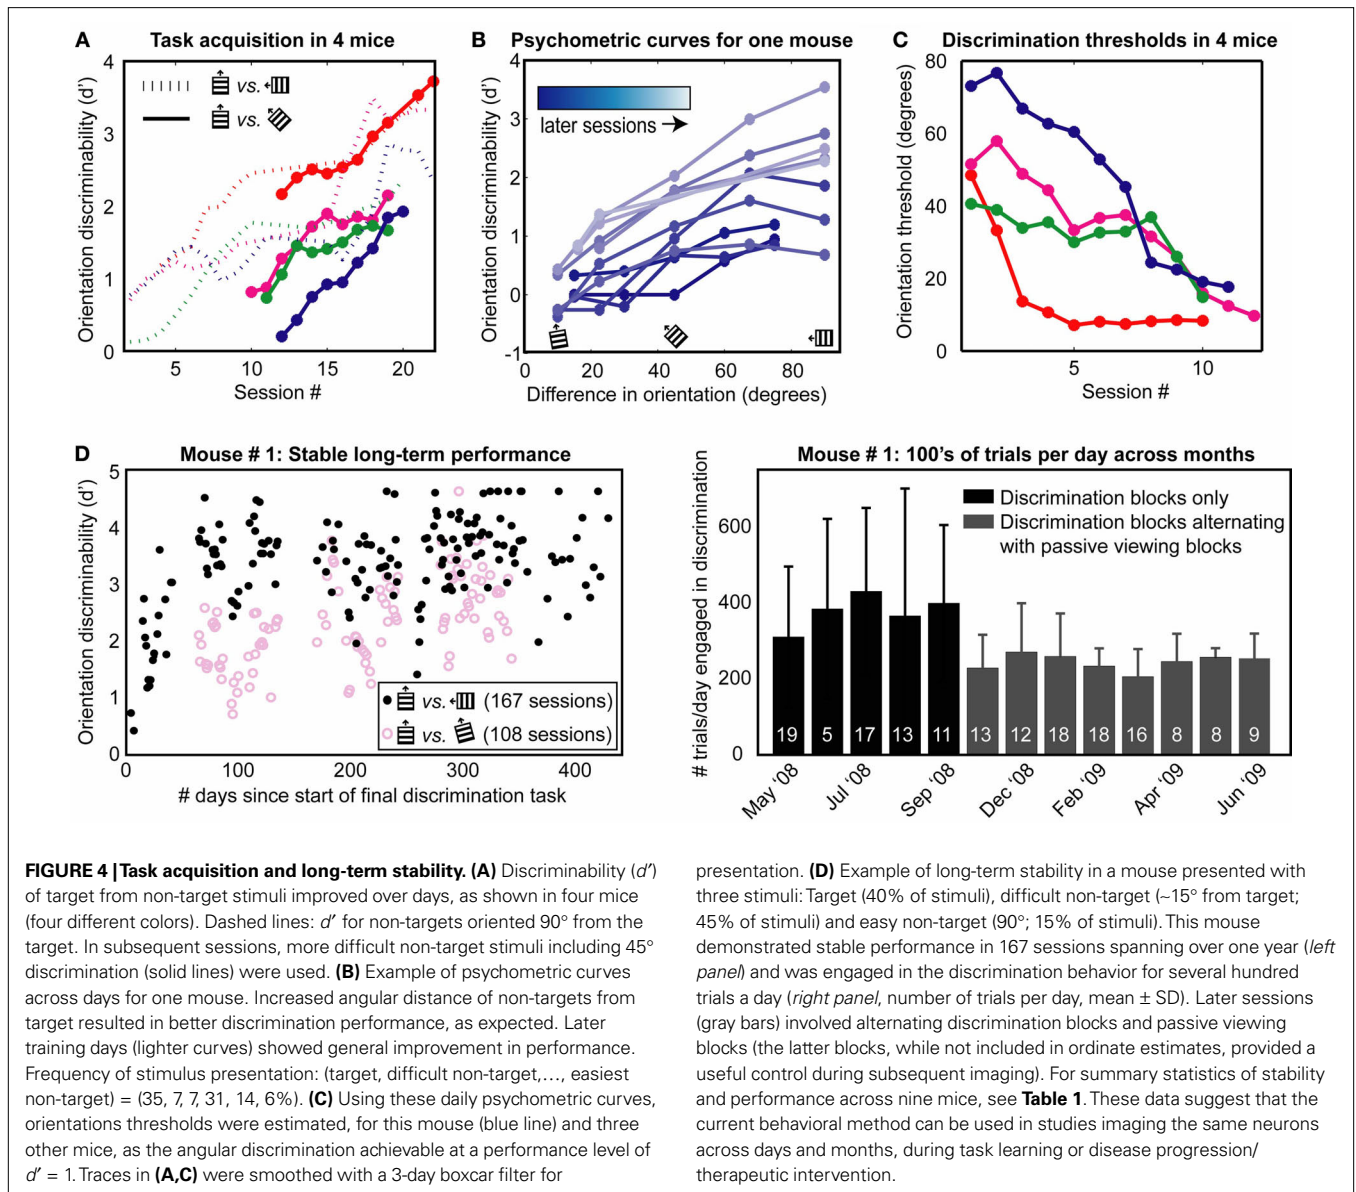 A Task acquisition in 4 mice
Orientation discriminability (d’)
4
3
2
1
0
vs.
vs.
5 10 15 20
Session #
B Psychometric curves for one mouse
Orientation discriminability (d’)
4
3
2
1
0
-1
later sessions
0 20 40 60 80
Difference in orientation (degrees)
C Discrimination thresholds in 4 mice
Orientation threshold (degrees)
80
60
40
20
0
5 10
Session #
D Mouse # 1: Stable long-term performance
Orientation discriminability (d’)
5
4
3
2
1
0
vs. (167 sessions)
vs. (108 sessions)
0 100 200 300 400
# days since start of final discrimination task
Mouse # 1: 100’s of trials per day across months
# trials/day engaged in discrimination
600
400
200
0
Discrimination blocks only
Discrimination blocks alternating
with passive viewing blocks
19 5 17 13 11 13 12 18 18 16 8 8 9
May ‘08 Jul ‘08 Sep ‘08 Dec ‘08 Feb ‘09 Apr ‘09 Jun ‘09
FIGURE 4 | Task acquisition and long-term stability. (A) Discriminability (d′)
of target from non-target stimuli improved over days, as shown in four mice
(four different colors). Dashed lines: d′ for non-targets oriented 90° from the
target. In subsequent sessions, more difficult non-target stimuli including 45°
discrimination (solid lines) were used. (B) Example of psychometric curves
across days for one mouse. Increased angular distance of non-targets from
target resulted in better discrimination performance, as expected. Later
training days (lighter curves) showed general improvement in performance.
Frequency of stimulus presentation: (target, difficult non-target,…, easiest
non-target) = (35, 7, 7, 31, 14, 6%). (C) Using these daily psychometric curves,
orientations thresholds were estimated, for this mouse (blue line) and three
other mice, as the angular discrimination achievable at a performance level of
d′ = 1. Traces in (A,C) were smoothed with a 3-day boxcar filter for
presentation. (D) Example of long-term stability in a mouse presented with
three stimuli: Target (40% of stimuli), difficult non-target (~15° from target;
45% of stimuli) and easy non-target (90°; 15% of stimuli). This mouse
demonstrated stable performance in 167 sessions spanning over one year (left
panel) and was engaged in the discrimination behavior for several hundred
trials a day (right panel, number of trials per day, mean ± SD). Later sessions
(gray bars) involved alternating discrimination blocks and passive viewing
blocks (the latter blocks, while not included in ordinate estimates, provided a
useful control during subsequent imaging). For summary statistics of stability
and performance across nine mice, see Table 1. These data suggest that the
current behavioral method can be used in studies imaging the same neurons
across days and months, during task learning or disease progression/
therapeutic intervention.